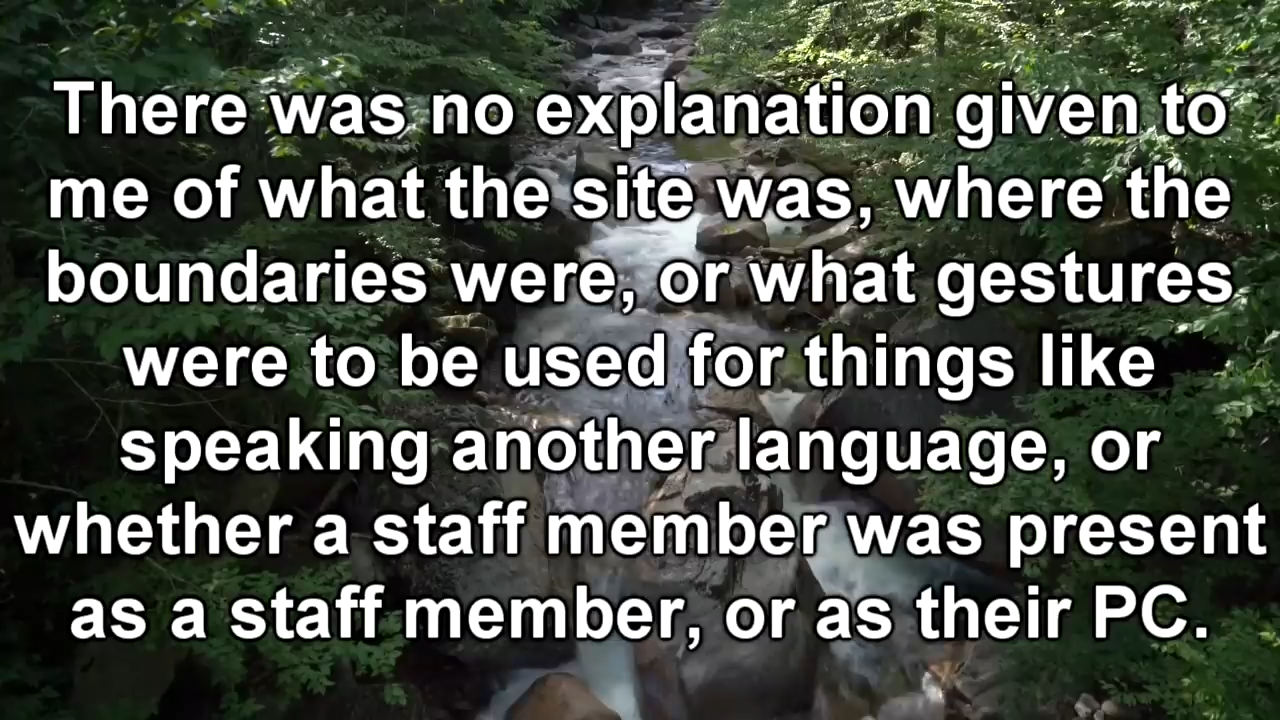 There was no explanation given to
me of what the site was, where the
boundaries were, or what gestures
were to be used for things like
speaking another language, or
whether a staff member was present
as a staff member, or as their PC.